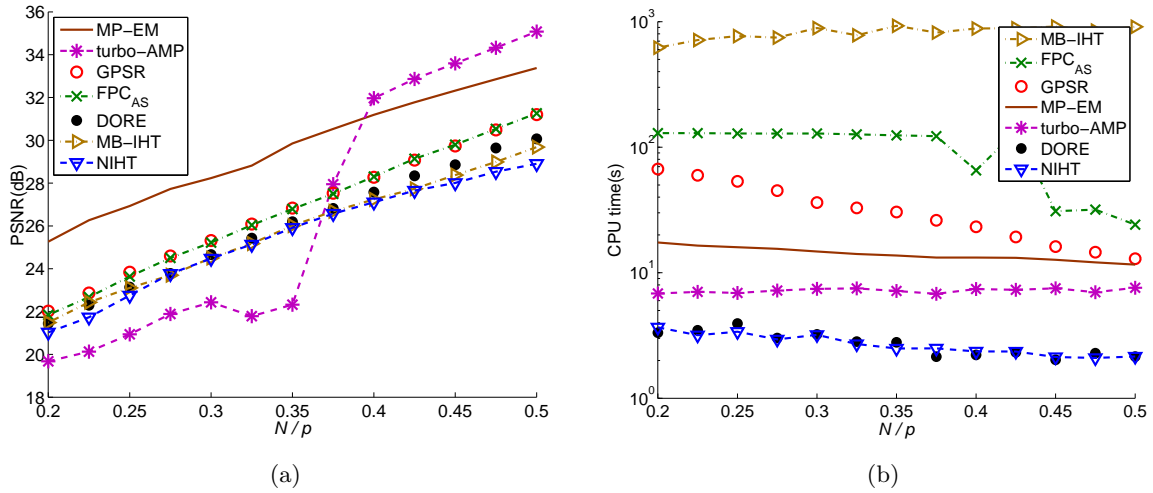 36
34
32
30
28
26
24
22
20
18
PSNR(dB)
MP−EM
turbo−AMP
GPSR
FPC_AS
DORE
MB−IHT
NIHT
0.2
0.25
0.3
0.35
0.4
0.45
0.5
N / p
(a)
10^3
10^2
10^1
10^0
CPU time(s)
MB−IHT
FPC_AS
GPSR
MP−EM
turbo−AMP
DORE
NIHT
0.2
0.25
0.3
0.35
0.4
0.45
0.5
N / p
(b)